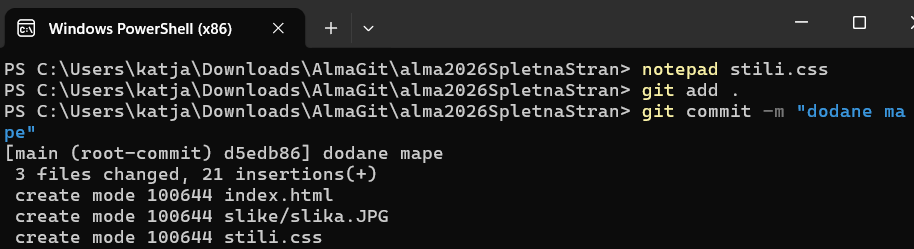 Windows PowerShell (x86)
PS C:\Users\katja\Downloads\AlmaGit\alma2026SpletnaStran> notepad stili.css
PS C:\Users\katja\Downloads\AlmaGit\alma2026SpletnaStran> git add .
PS C:\Users\katja\Downloads\AlmaGit\alma2026SpletnaStran> git commit -m "dodane ma
pe"
[main (root-commit) d5edb86] dodane mape
 3 files changed, 21 insertions(+)
 create mode 100644 index.html
 create mode 100644 slike/slika.JPG
 create mode 100644 stili.css